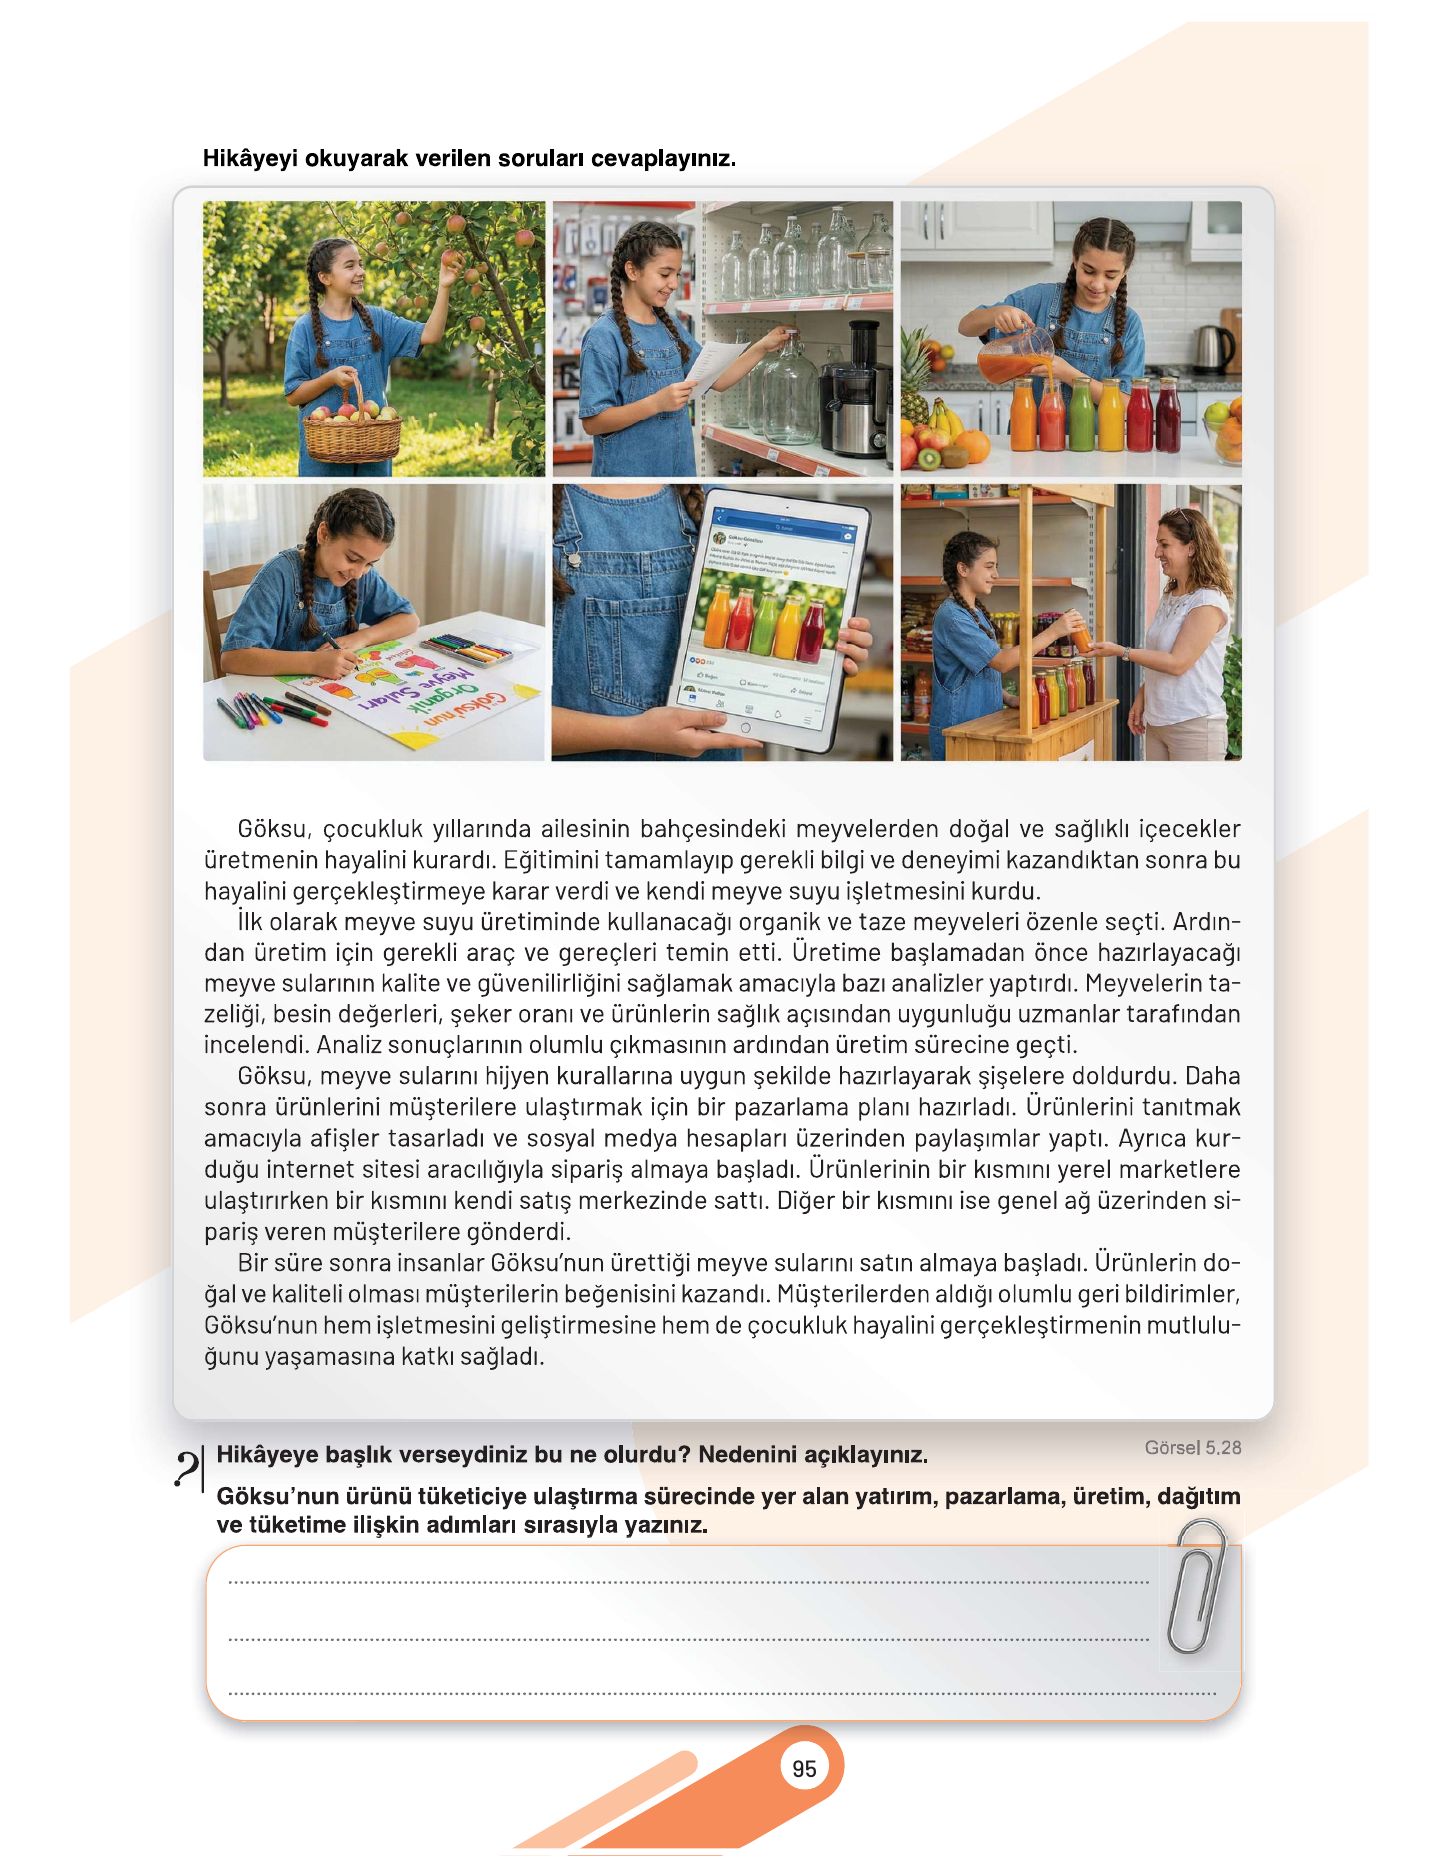 Hikâyeyi okuyarak verilen soruları cevaplayınız.
Göksu'nun
Organik
Meyve Suları
Göksu, çocukluk yıllarında ailesinin bahçesindeki meyvelerden doğal ve sağlıklı içecekler
üretmenin hayalini kurardı. Eğitimini tamamlayıp gerekli bilgi ve deneyimi kazandıktan sonra bu
hayalini gerçekleştirmeye karar verdi ve kendi meyve suyu işletmesini kurdu.
İlk olarak meyve suyu üretiminde kullanacağı organik ve taze meyveleri özenle seçti. Ardın-
dan üretim için gerekli araç ve gereçleri temin etti. Üretime başlamadan önce hazırlayacağı
meyve sularının kalite ve güvenilirliğini sağlamak amacıyla bazı analizler yaptırdı. Meyvelerin ta-
zeliği, besin değerleri, şeker oranı ve ürünlerin sağlık açısından uygunluğu uzmanlar tarafından
incelendi. Analiz sonuçlarının olumlu çıkmasının ardından üretim sürecine geçti.
Göksu, meyve sularını hijyen kurallarına uygun şekilde hazırlayarak şişelere doldurdu. Daha
sonra ürünlerini müşterilere ulaştırmak için bir pazarlama planı hazırladı. Ürünlerini tanıtmak
amacıyla afişler tasarladı ve sosyal medya hesapları üzerinden paylaşımlar yaptı. Ayrıca kur-
duğu internet sitesi aracılığıyla sipariş almaya başladı. Ürünlerinin bir kısmını yerel marketlere
ulaştırırken bir kısmını kendi satış merkezinde sattı. Diğer bir kısmını ise genel ağ üzerinden si-
pariş veren müşterilere gönderdi.
Bir süre sonra insanlar Göksu'nun ürettiği meyve sularını satın almaya başladı. Ürünlerin do-
ğal ve kaliteli olması müşterilerin beğenisini kazandı. Müşterilerden aldığı olumlu geri bildirimler,
Göksu'nun hem işletmesini geliştirmesine hem de çocukluk hayalini gerçekleştirmenin mutlulu-
ğunu yaşamasına katkı sağladı.
Görsel 5.28
? Hikâyeye başlık verseydiniz bu ne olurdu? Nedenini açıklayınız.
Göksu'nun ürünü tüketiciye ulaştırma sürecinde yer alan yatırım, pazarlama, üretim, dağıtım
ve tüketime ilişkin adımları sırasıyla yazınız.
95